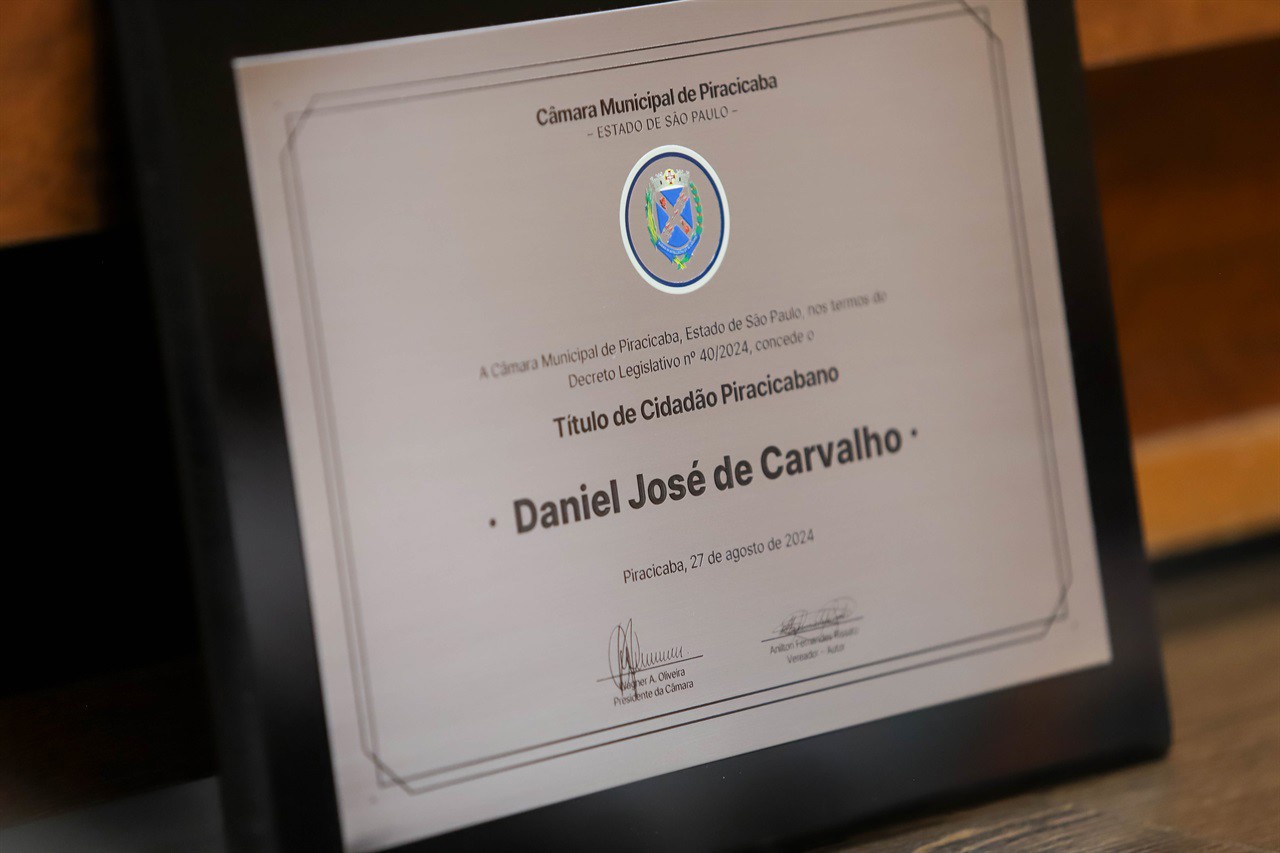 Câmara Municipal de Piracicaba
- ESTADO DE SÃO PAULO -
A Câmara Municipal de Piracicaba, Estado de São Paulo, nos termos do
Decreto Legislativo nº 40/2024, concede o
Título de Cidadão Piracicabano
· Daniel José de Carvalho ·
Piracicaba, 27 de agosto de 2024
Wagner A. Oliveira
Presidente da Câmara
Fernandes
Vereador - Autor